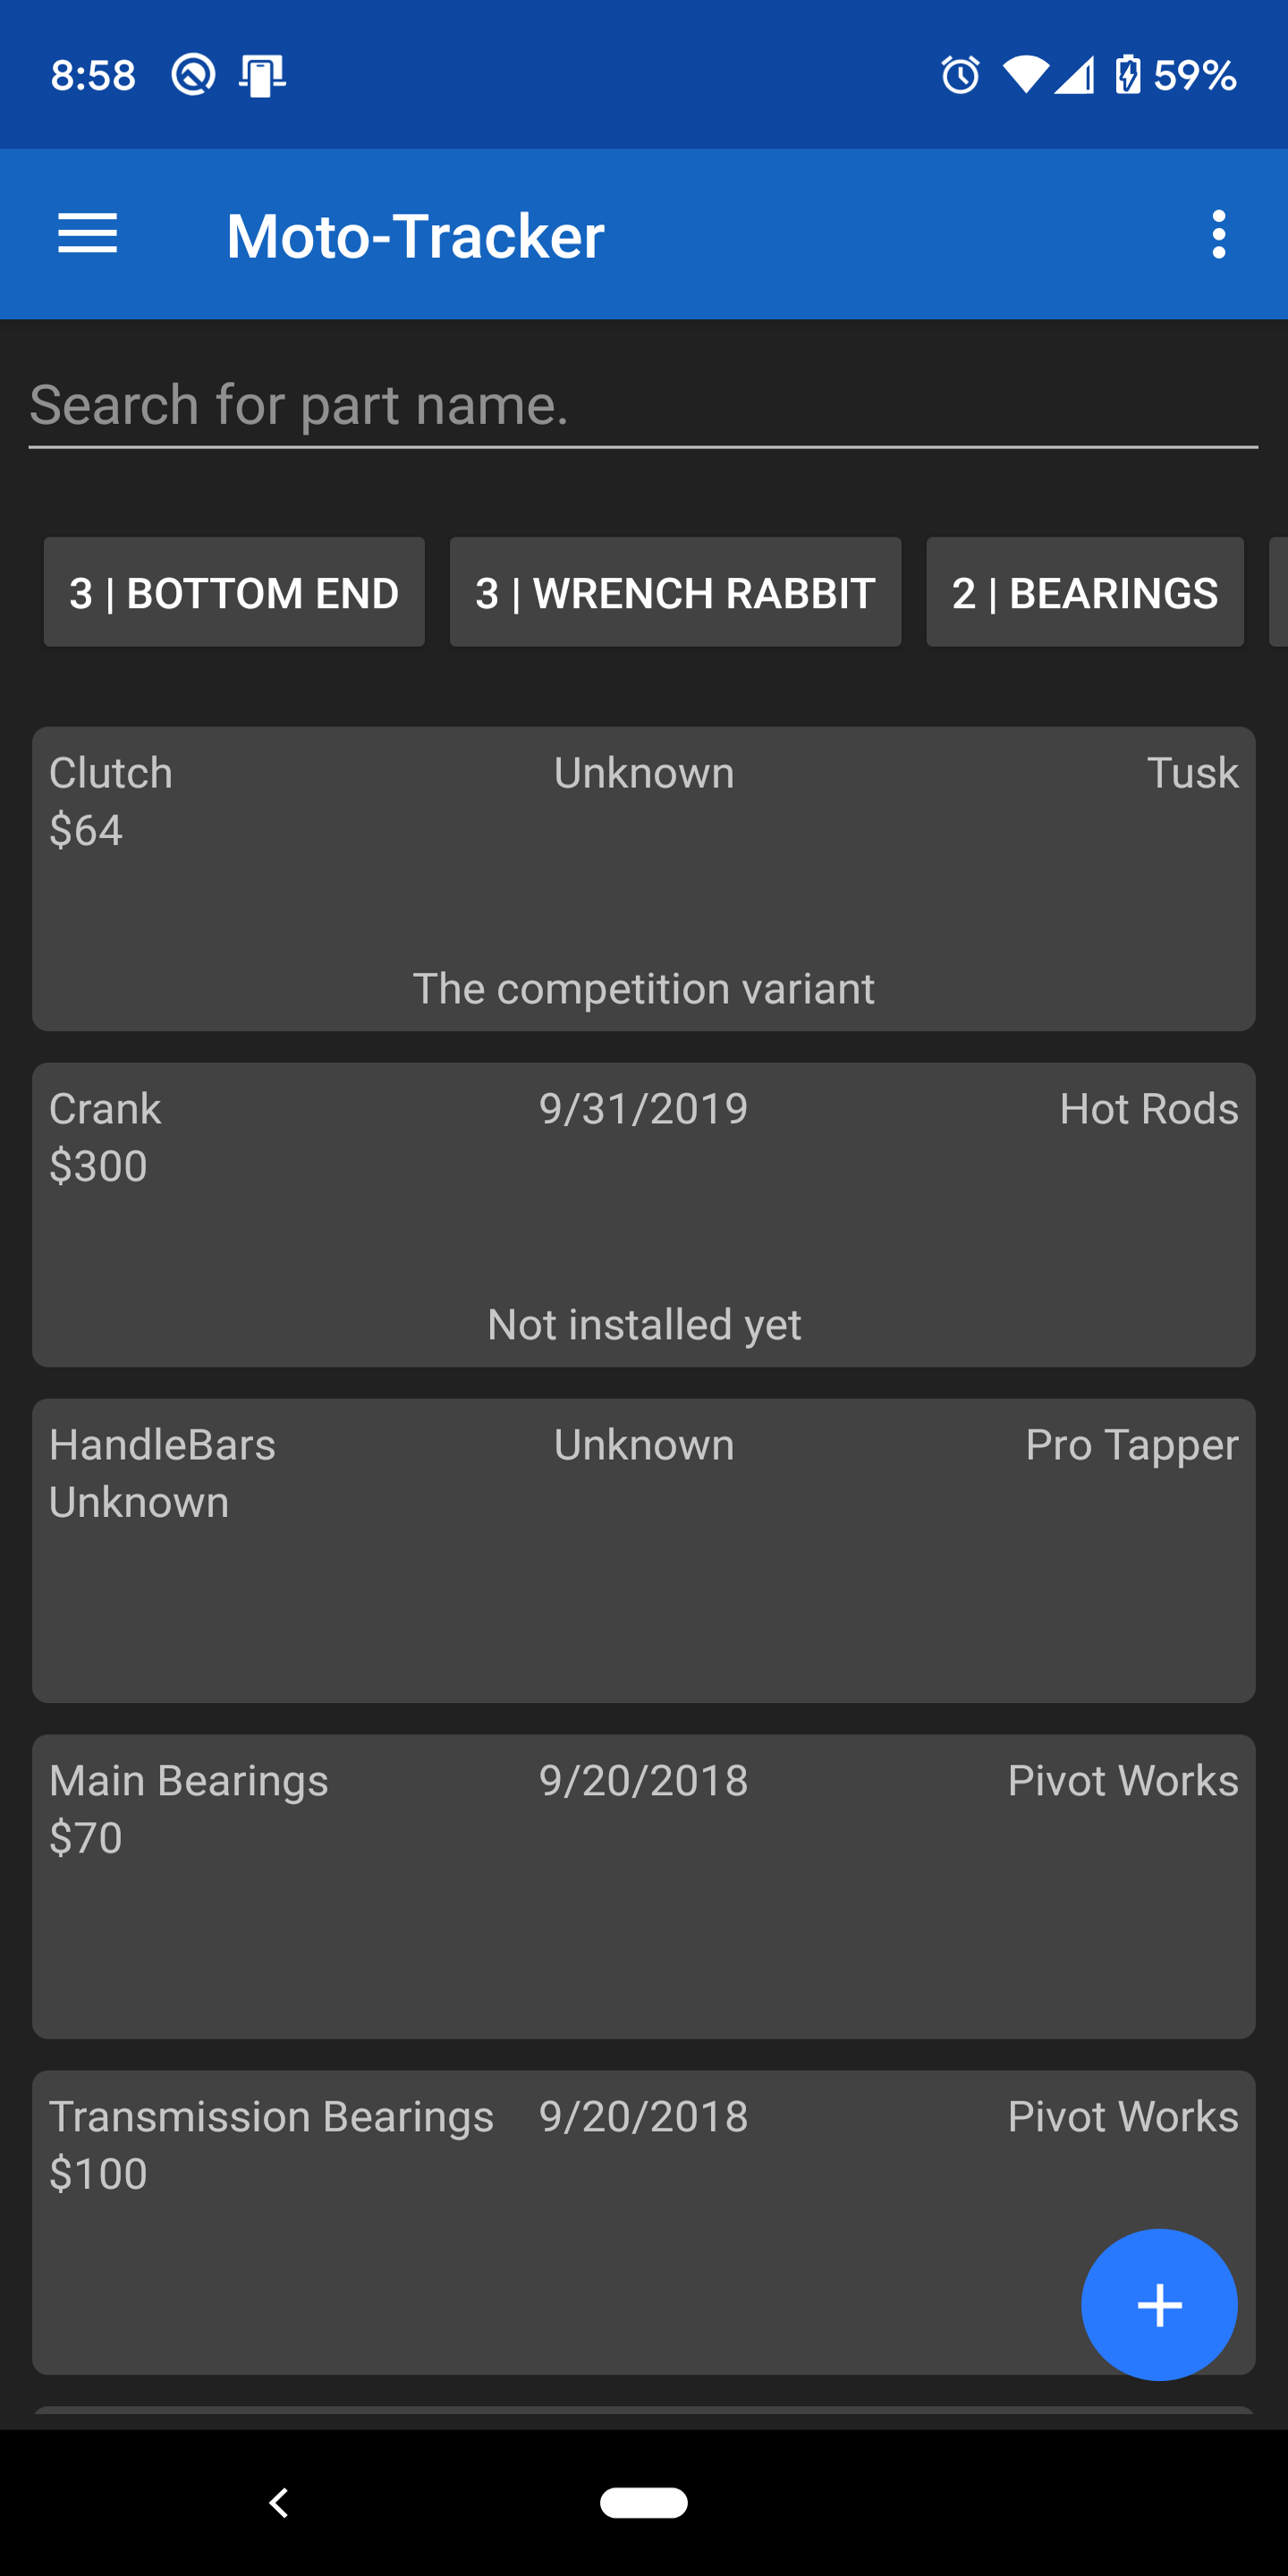 8:58 59%
Moto-Tracker
Search for part name.
3 | BOTTOM END 3 | WRENCH RABBIT 2 | BEARINGS
Clutch Unknown Tusk
$64
The competition variant
Crank 9/31/2019 Hot Rods
$300
Not installed yet
HandleBars Unknown Pro Tapper
Unknown
Main Bearings 9/20/2018 Pivot Works
$70
Transmission Bearings 9/20/2018 Pivot Works
$100